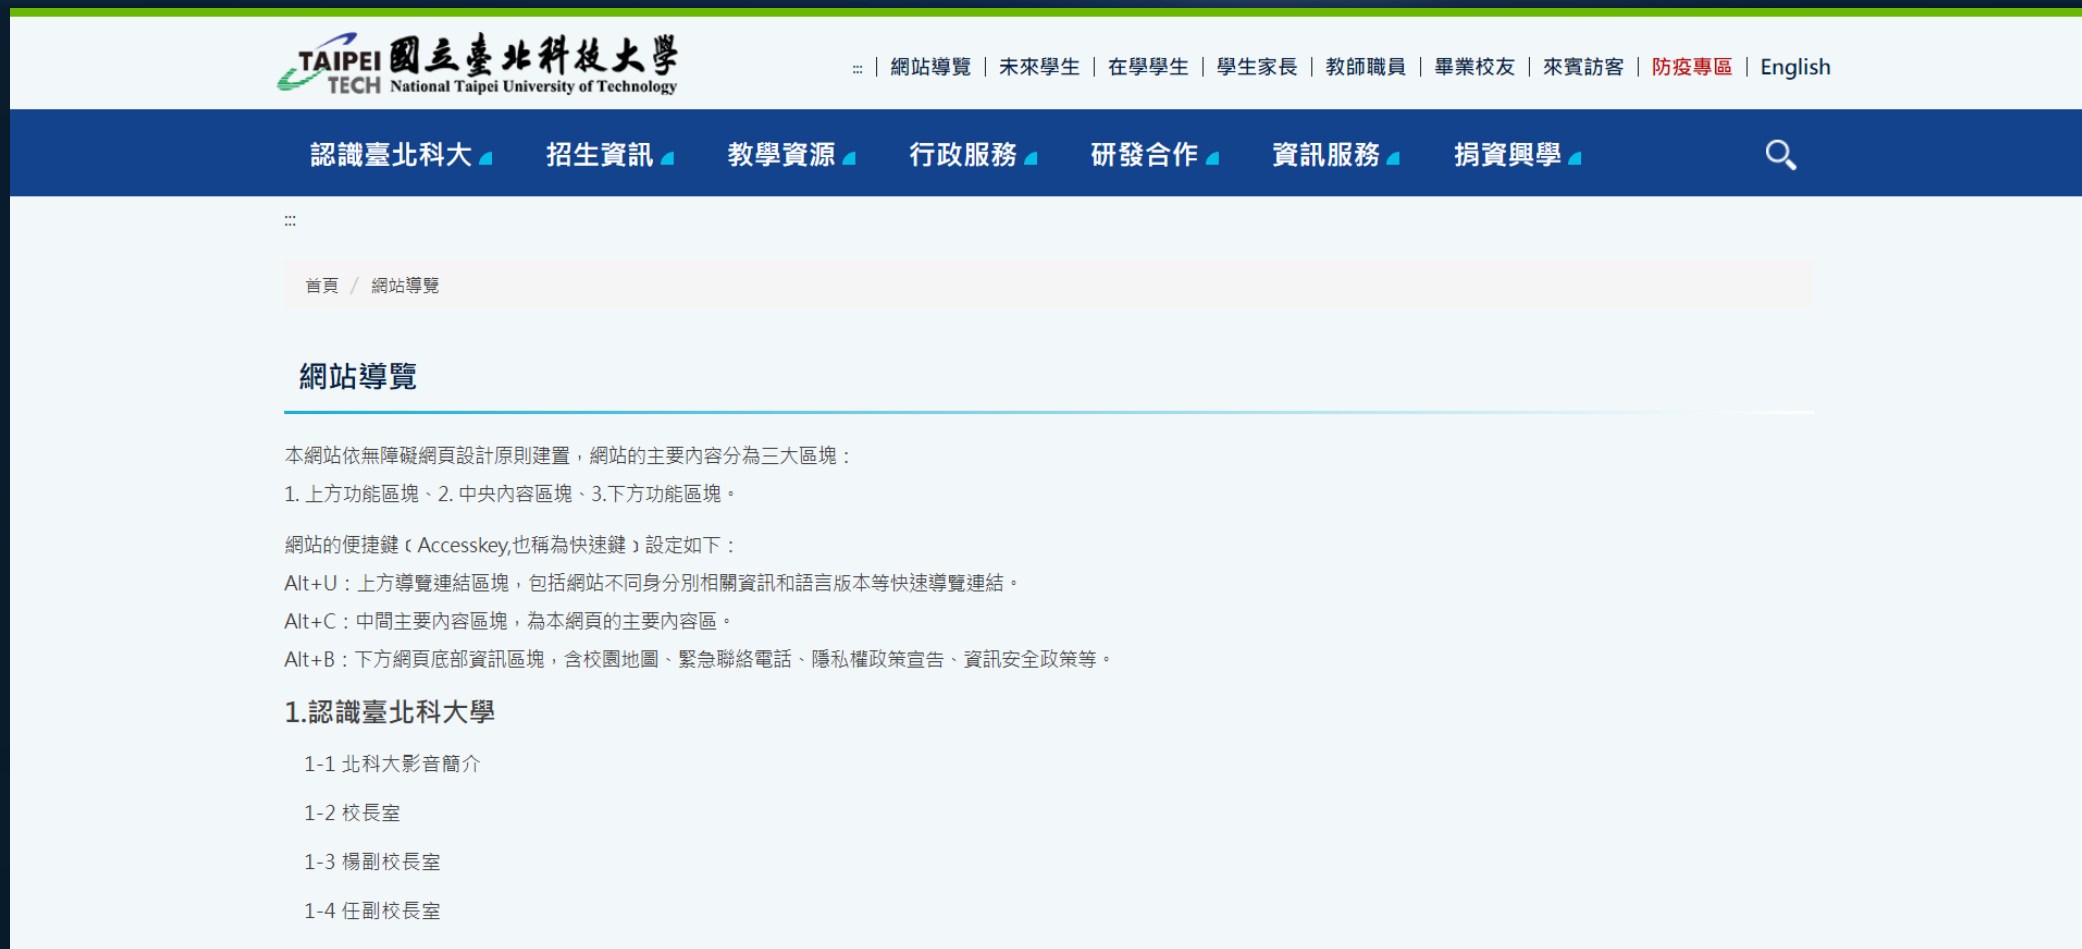 TAIPEI TECH 國立臺北科技大學
National Taipei University of Technology
::: | 網站導覽 | 未來學生 | 在學學生 | 學生家長 | 教師職員 | 畢業校友 | 來賓訪客 | 防疫專區 | English
認識臺北科大 招生資訊 教學資源 行政服務 研發合作 資訊服務 捐資興學
:::
首頁 / 網站導覽
網站導覽
本網站依無障礙網頁設計原則建置，網站的主要內容分為三大區塊：
1. 上方功能區塊、2. 中央內容區塊、3.下方功能區塊。
網站的便捷鍵﹝Accesskey,也稱為快速鍵﹞設定如下：
Alt+U：上方導覽連結區塊，包括網站不同身分別相關資訊和語言版本等快速導覽連結。
Alt+C：中間主要內容區塊，為本網頁的主要內容區。
Alt+B：下方網頁底部資訊區塊，含校園地圖、緊急聯絡電話、隱私權政策宣告、資訊安全政策等。
1.認識臺北科大學
1-1 北科大影音簡介
1-2 校長室
1-3 楊副校長室
1-4 任副校長室